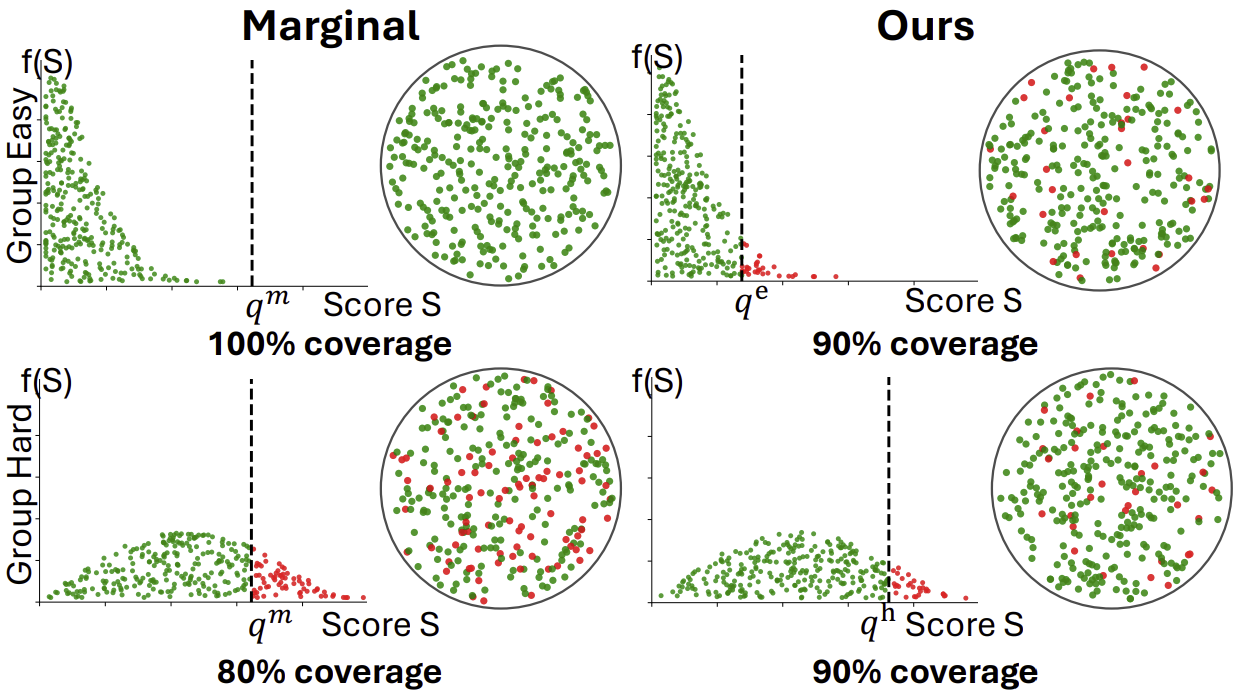 Marginal
Ours
Group Easy
f(S)
q^m Score S
100% coverage
f(S)
q^e Score S
90% coverage
Group Hard
f(S)
q^m Score S
80% coverage
f(S)
q^h Score S
90% coverage